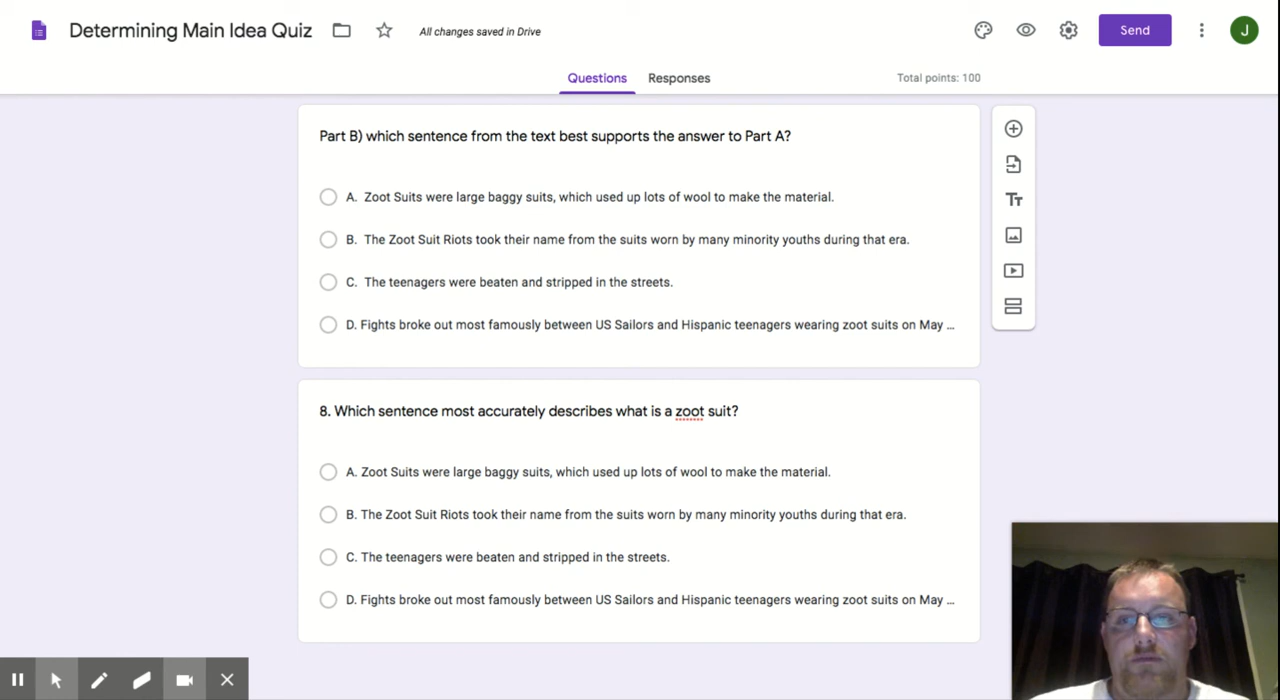 Determining Main Idea Quiz
All changes saved in Drive
Send
J
Questions
Responses
Total points: 100
Part B) which sentence from the text best supports the answer to Part A?
A. Zoot Suits were large baggy suits, which used up lots of wool to make the material.
B. The Zoot Suit Riots took their name from the suits worn by many minority youths during that era.
C. The teenagers were beaten and stripped in the streets.
D. Fights broke out most famously between US Sailors and Hispanic teenagers wearing zoot suits on May ...
Tт
8. Which sentence most accurately describes what is a zoot suit?
A. Zoot Suits were large baggy suits, which used up lots of wool to make the material.
B. The Zoot Suit Riots took their name from the suits worn by many minority youths during that era.
C. The teenagers were beaten and stripped in the streets.
D. Fights broke out most famously between US Sailors and Hispanic teenagers wearing zoot suits on May ...